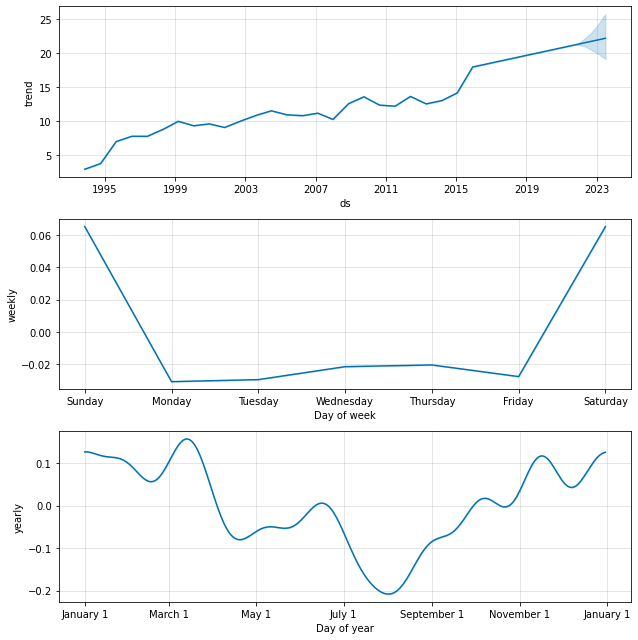 25
20
15
10
5
trend
1995 1999 2003 2007 2011 2015 2019 2023
ds
0.06
0.04
0.02
0.00
−0.02
weekly
Sunday Monday Tuesday Wednesday Thursday Friday Saturday
Day of week
0.1
0.0
−0.1
−0.2
yearly
January 1 March 1 May 1 July 1 September 1 November 1 January 1
Day of year